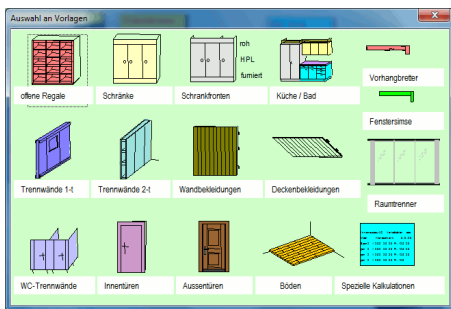 Auswahl an Vorlagen
roh
HPL
furniert
offene Regale
Schränke
Schrankfronten
Küche / Bad
Vorhangbretter
Fenstersimse
Trennwände 1-t
Trennwände 2-t
Wandbekleidungen
Deckenbekleidungen
Raumtrenner
WC-Trennwände
Innentüren
Aussentüren
Böden
Spezielle Kalkulationen